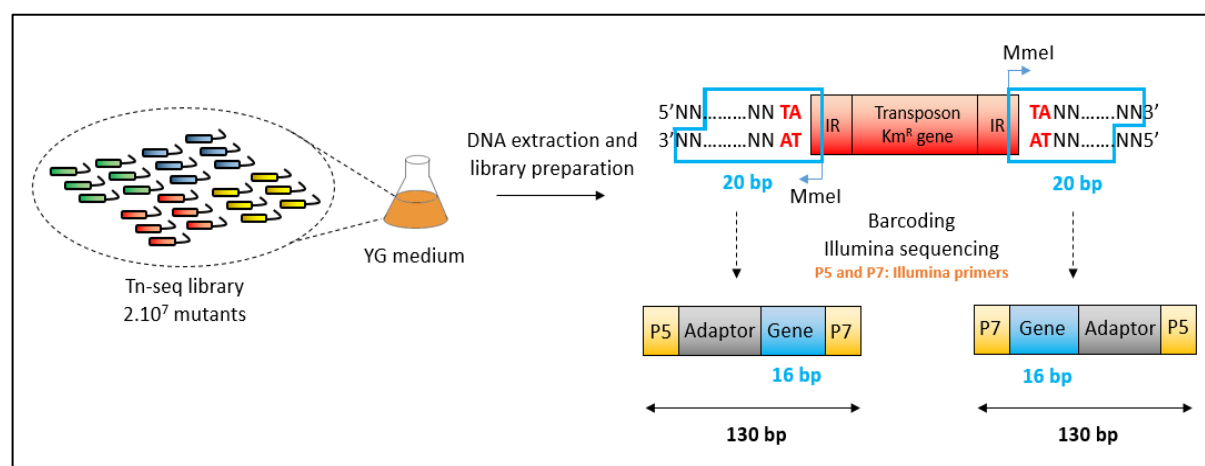 Tn-seq library
2.10⁷ mutants
YG medium
DNA extraction and
library preparation
MmeI
5’NN.........NN TA
3’NN.........NN AT
IR
Transposon
Kmᴿ gene
IR
TANN.......NN3’
ATNN.......NN5’
20 bp
MmeI
20 bp
Barcoding
Illumina sequencing
P5 and P7: Illumina primers
P5
Adaptor
Gene
P7
16 bp
130 bp
P7
Gene
Adaptor
P5
16 bp
130 bp